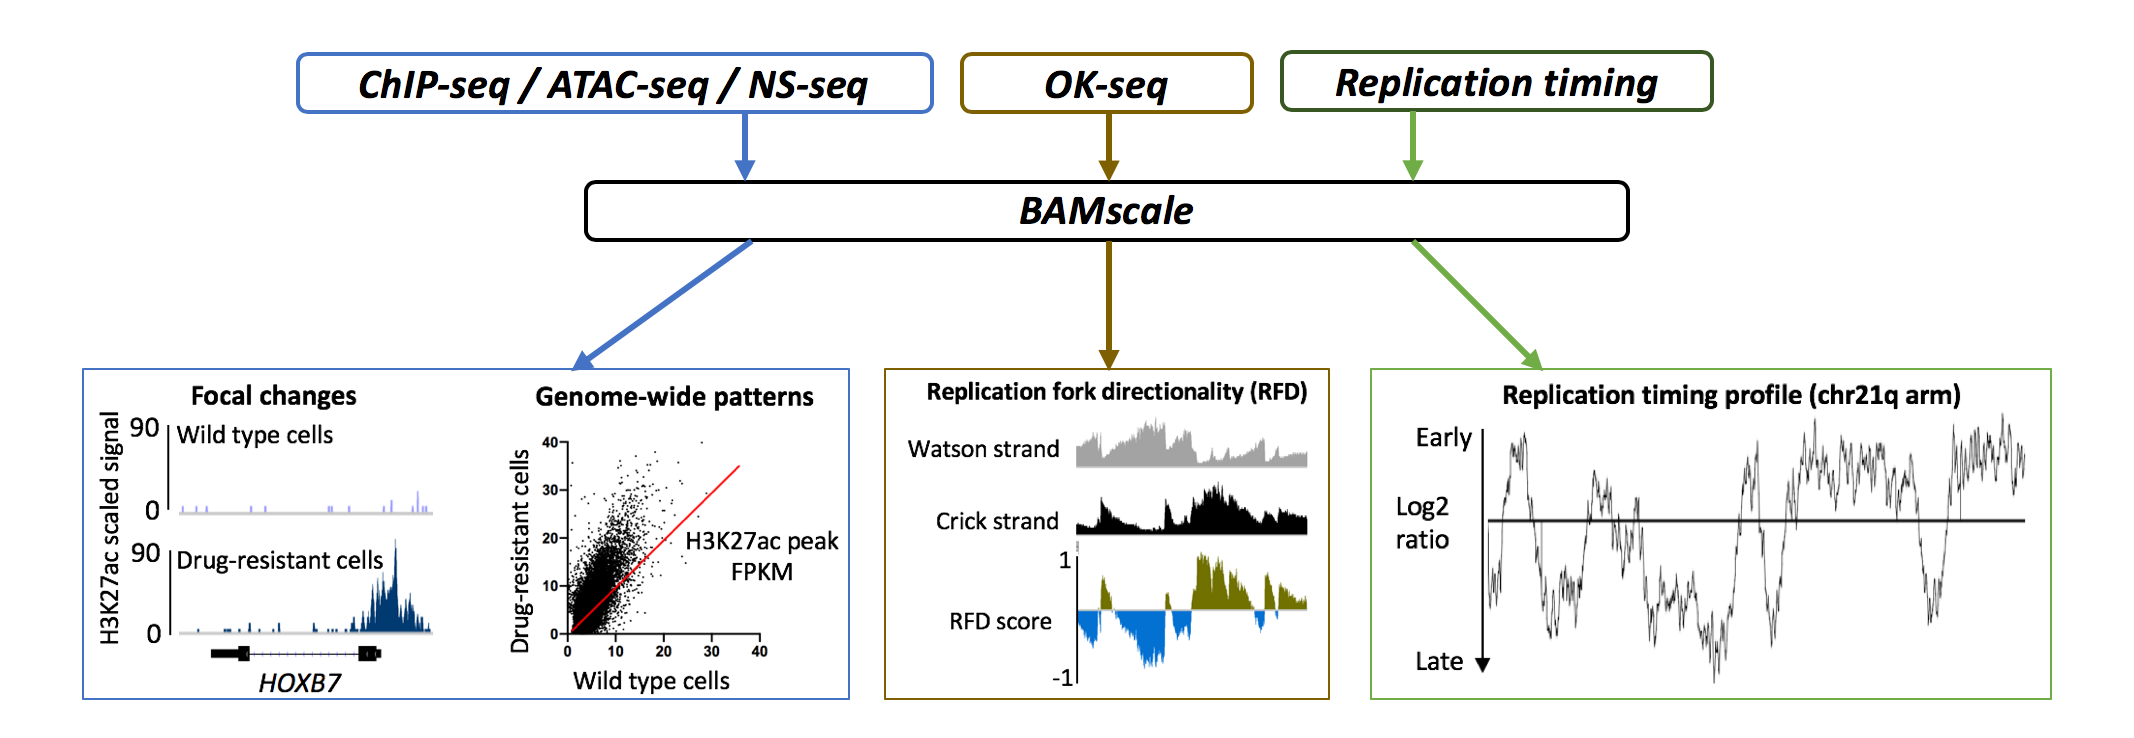 ChIP-seq / ATAC-seq / NS-seq
OK-seq
Replication timing
BAMscale
Focal changes
H3K27ac scaled signal
90
Wild type cells
0
90
Drug-resistant cells
0
HOXB7
Genome-wide patterns
Drug-resistant cells
40
30
20
10
0
0
10
20
30
40
H3K27ac peak
FPKM
Wild type cells
Replication fork directionality (RFD)
Watson strand
Crick strand
1
RFD score
-1
Replication timing profile (chr21q arm)
Early
Log2
ratio
Late